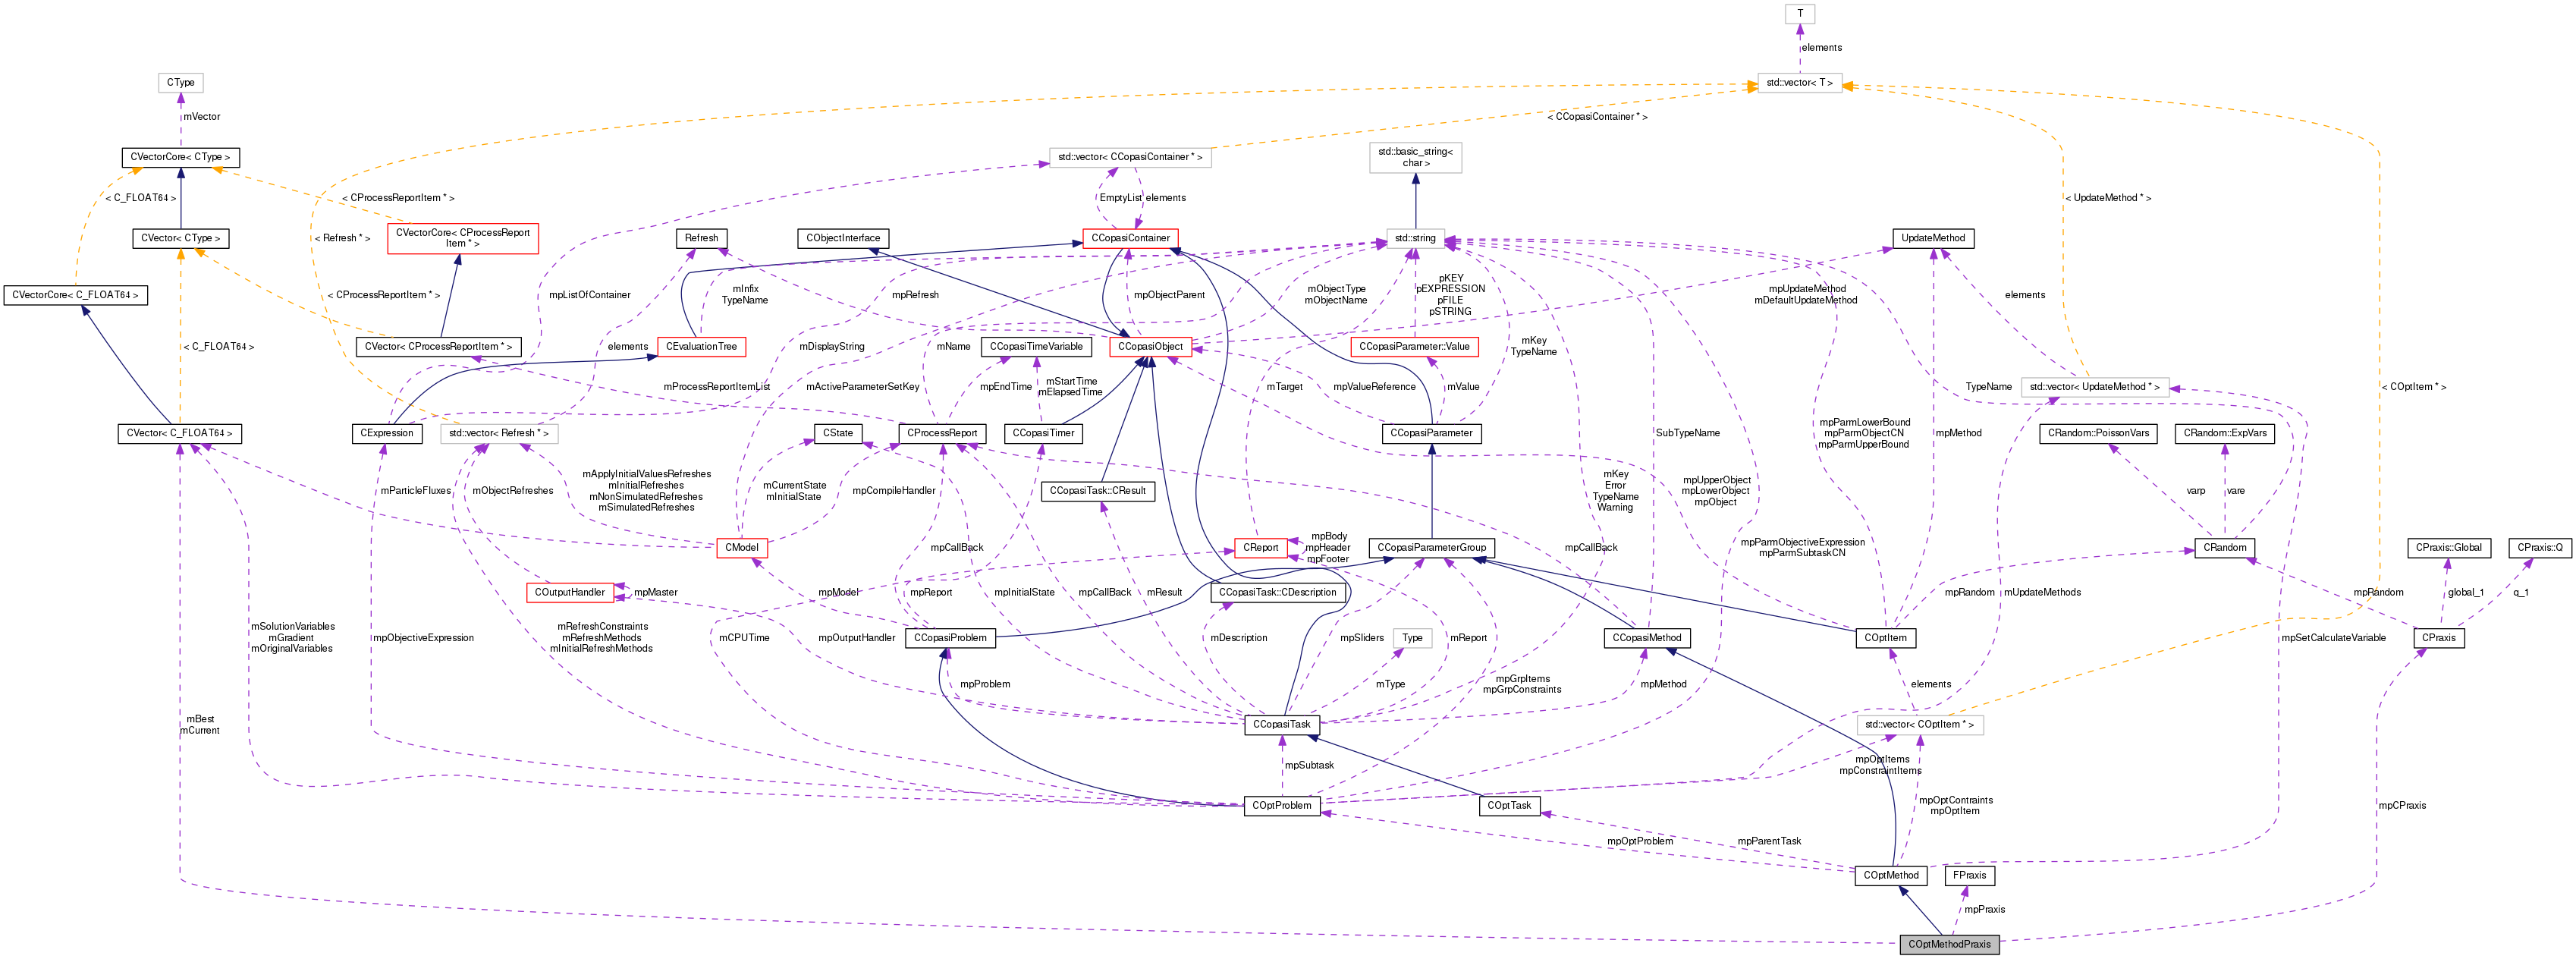 T
elements
CType
std::vector< T >
mVector
< CCopasiContainer * >
CVectorCore< CType >
std::vector< CCopasiContainer * >
std::basic_string<
char >
< C_FLOAT64 >
< CProcessReportItem * >
EmptyList
elements
< UpdateMethod * >
CVector< CType >
< Refresh * >
CVectorCore< CProcessReport
Item * >
Refresh
CObjectInterface
CCopasiContainer
std::string
UpdateMethod
CVectorCore< C_FLOAT64 >
< CProcessReportItem * >
mpListOfContainer
mInfix
TypeName
mpRefresh
mpObjectParent
mObjectType
mObjectName
pKEY
pEXPRESSION
pFILE
pSTRING
mpUpdateMethod
mDefaultUpdateMethod
elements
< C_FLOAT64 >
CVector< CProcessReportItem * >
elements
CEvaluationTree
mDisplayString
mName
CCopasiTimeVariable
CCopasiObject
CCopasiParameter::Value
mKey
TypeName
mProcessReportItemList
mActiveParameterSetKey
mpEndTime
mStartTime
mElapsedTime
mTarget
mpValueReference
mValue
TypeName
std::vector< UpdateMethod * >
< COptItem * >
CVector< C_FLOAT64 >
CExpression
std::vector< Refresh * >
CState
CProcessReport
CCopasiTimer
CCopasiParameter
SubTypeName
mpParmLowerBound
mpParmObjectCN
mpParmUpperBound
mpMethod
CRandom::PoissonVars
CRandom::ExpVars
mParticleFluxes
mObjectRefreshes
mApplyInitialValuesRefreshes
mInitialRefreshes
mNonSimulatedRefreshes
mSimulatedRefreshes
mCurrentState
mInitialState
mpCompileHandler
CCopasiTask::CResult
mKey
Error
TypeName
Warning
mpUpperObject
mpLowerObject
mpObject
varp
vare
CModel
mpCallBack
CReport
mpBody
mpHeader
mpFooter
CCopasiParameterGroup
mpCallBack
mpParmObjectiveExpression
mpParmSubtaskCN
CRandom
CPraxis::Global
CPraxis::Q
COutputHandler
mpMaster
mpModel
mpReport
mpInitialState
mpCallBack
mResult
CCopasiTask::CDescription
mpRandom
mUpdateMethods
mpRandom
global_1
q_1
mSolutionVariables
mGradient
mOriginalVariables
mpObjectiveExpression
mRefreshConstraints
mRefreshMethods
mInitialRefreshMethods
mCPUTime
mpOutputHandler
CCopasiProblem
mDescription
mpSliders
Type
mReport
CCopasiMethod
COptItem
mpSetCalculateVariable
CPraxis
mpProblem
mType
mpGrpItems
mpGrpConstraints
mpMethod
elements
mBest
mCurrent
CCopasiTask
std::vector< COptItem * >
mpSubtask
mpOptItems
mpConstraintItems
COptProblem
COptTask
mpOptContraints
mpOptItem
mpCPraxis
mpOptProblem
mpParentTask
COptMethod
FPraxis
mpPraxis
COptMethodPraxis